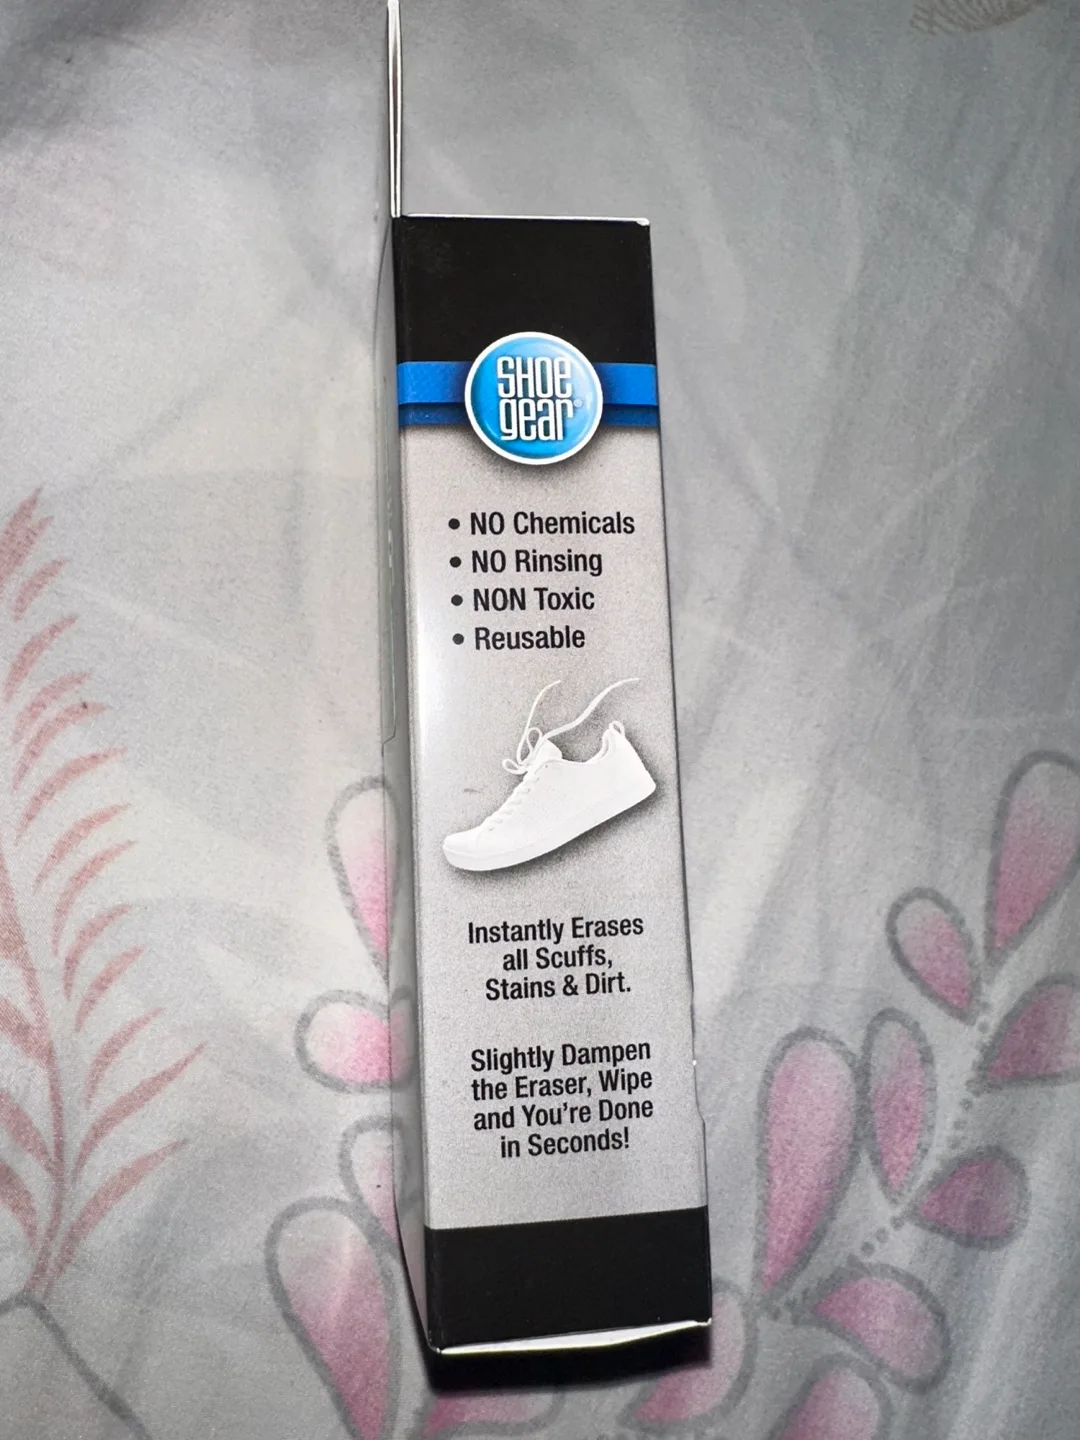 SHOE
gear®
• NO Chemicals
• NO Rinsing
• NON Toxic
• Reusable
Instantly Erases
all Scuffs,
Stains & Dirt.
Slightly Dampen
the Eraser, Wipe
and You're Done
in Seconds!